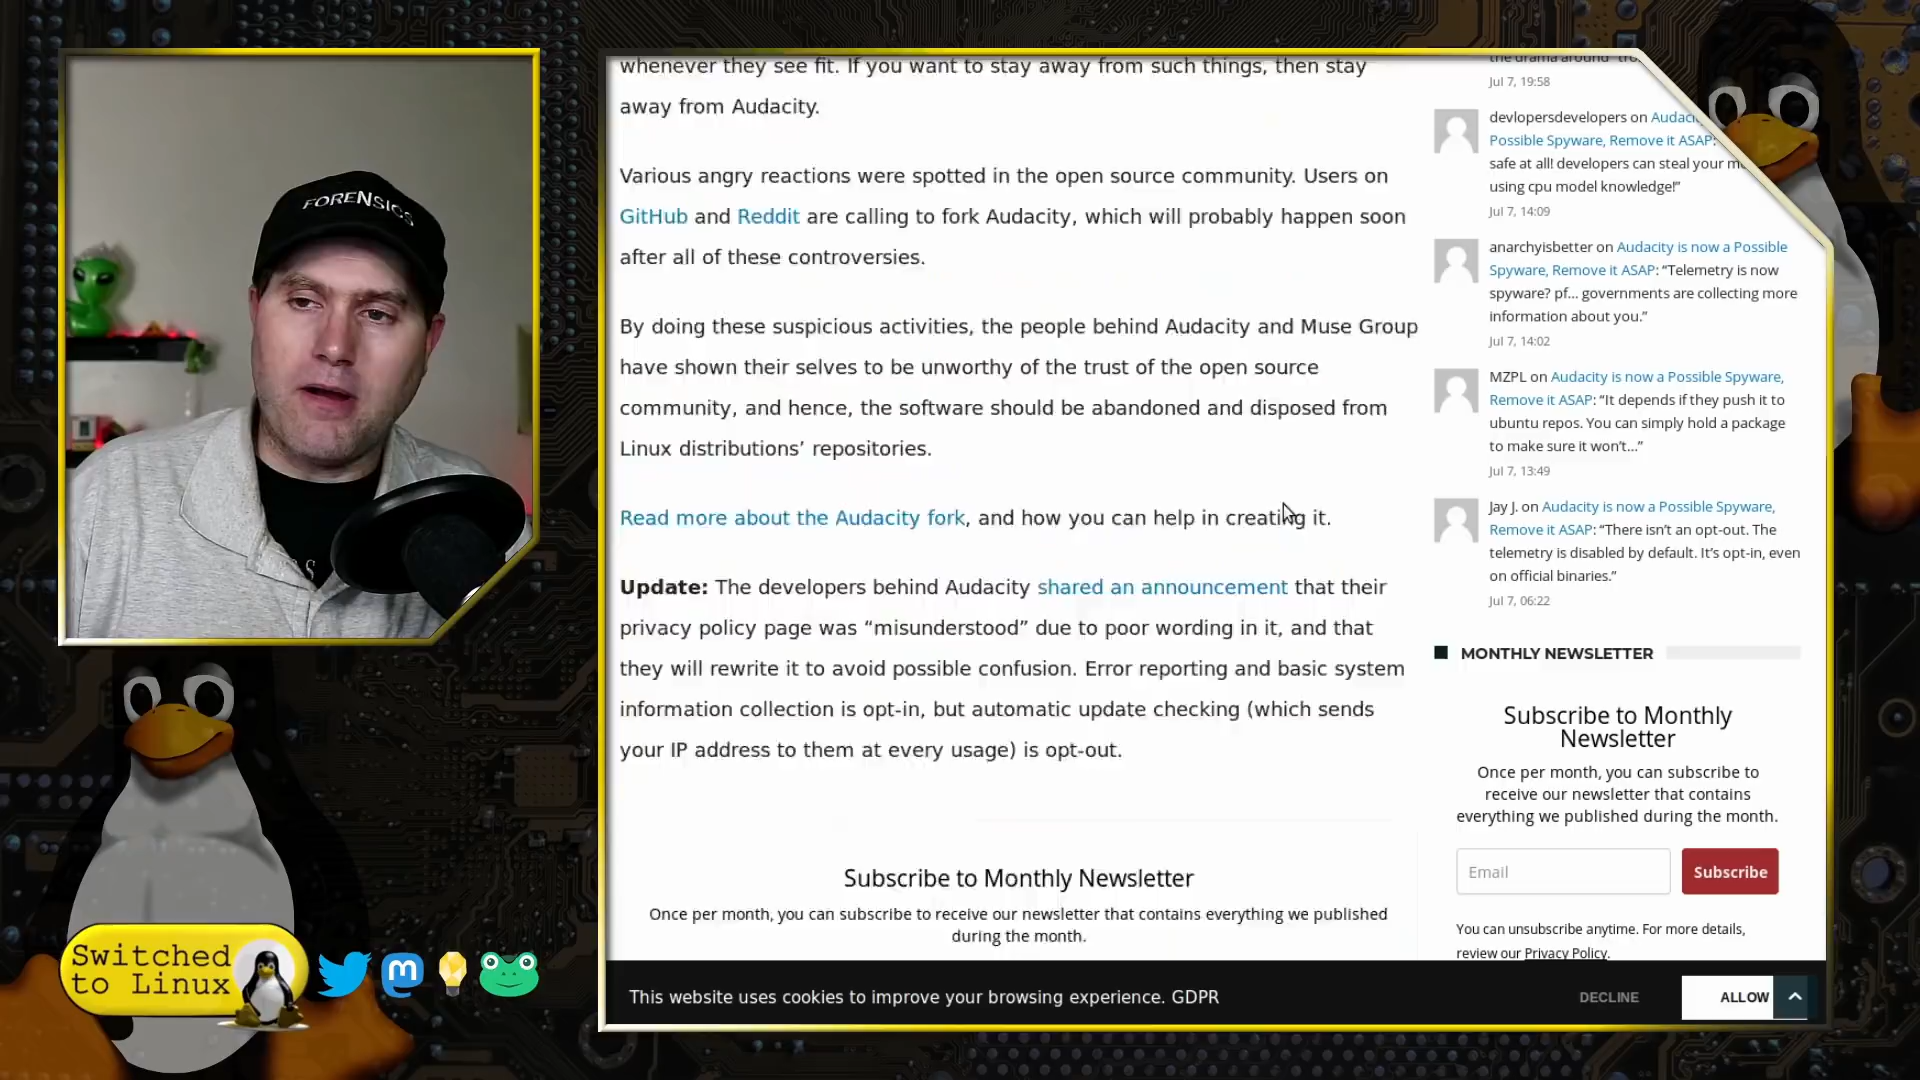 FORENSICS
whenever they see fit. If you want to stay away from such things, then stay
away from Audacity.
Various angry reactions were spotted in the open source community. Users on
GitHub and Reddit are calling to fork Audacity, which will probably happen soon
after all of these controversies.
By doing these suspicious activities, the people behind Audacity and Muse Group
have shown their selves to be unworthy of the trust of the open source
community, and hence, the software should be abandoned and disposed from
Linux distributions’ repositories.
Read more about the Audacity fork, and how you can help in creating it.
Update: The developers behind Audacity shared an announcement that their
privacy policy page was “misunderstood” due to poor wording in it, and that
they will rewrite it to avoid possible confusion. Error reporting and basic system
information collection is opt-in, but automatic update checking (which sends
your IP address to them at every usage) is opt-out.
Subscribe to Monthly Newsletter
Once per month, you can subscribe to receive our newsletter that contains everything we published
during the month.
the drama around
Jul 7, 19:58
devlopersdevelopers on
Possible Spyware, Remove it ASAP:
safe at all! developers can steal your
using cpu model knowledge!”
Jul 7, 14:09
anarchyisbetter on Audacity is now a Possible
Spyware, Remove it ASAP: “Telemetry is now
spyware? pf... governments are collecting more
information about you.”
Jul 7, 14:02
MZPL on Audacity is now a Possible Spyware,
Remove it ASAP: “It depends if they push it to
ubuntu repos. You can simply hold a package
to make sure it won’t...”
Jul 7, 13:49
Jay J. on Audacity is now a Possible Spyware,
Remove it ASAP: “There isn’t an opt-out. The
telemetry is disabled by default. It’s opt-in, even
on official binaries.”
Jul 7, 06:22
MONTHLY NEWSLETTER
Subscribe to Monthly
Newsletter
Once per month, you can subscribe to
receive our newsletter that contains
everything we published during the month.
Email
Subscribe
You can unsubscribe anytime. For more details,
review our Privacy Policy.
This website uses cookies to improve your browsing experience. GDPR
DECLINE
ALLOW
Switched
to Linux